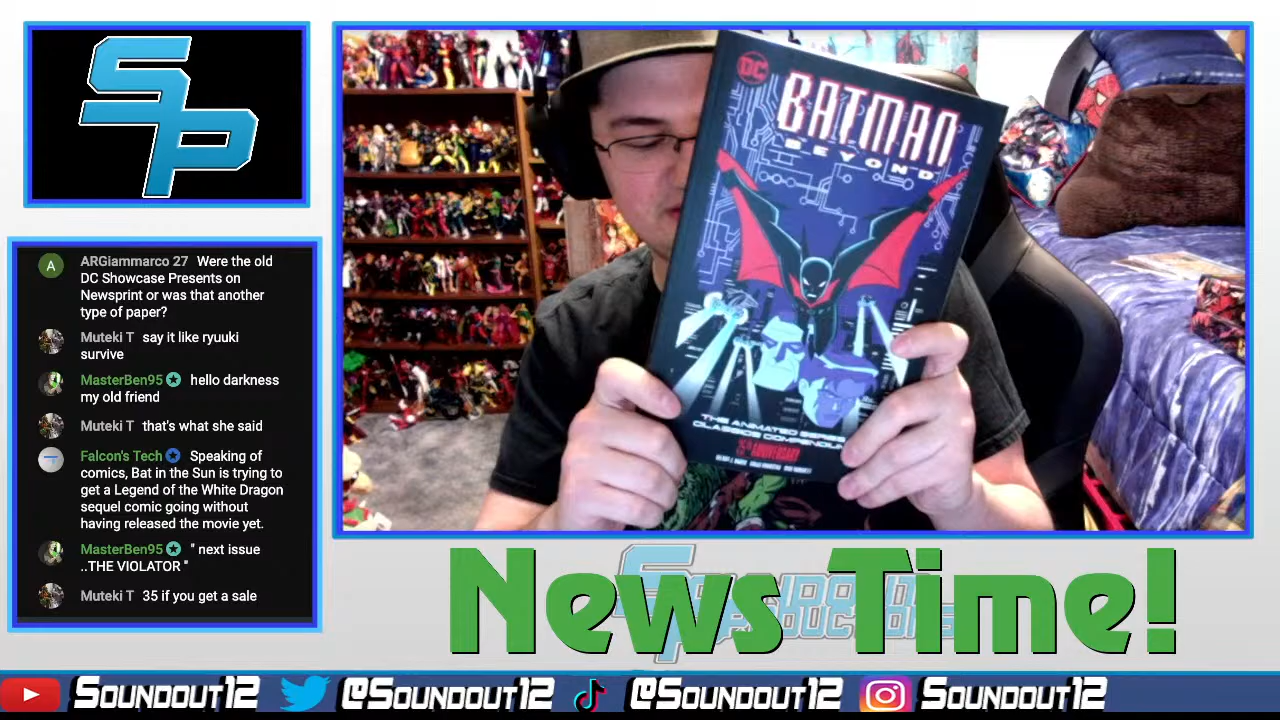 SP
A
ARGiammarco 27 Were the old
DC Showcase Presents on
Newsprint or was that another
type of paper?
Muteki T say it like ryuuki
survive
MasterBen95 hello darkness
my old friend
Muteki T that's what she said
Falcon's Tech Speaking of
comics, Bat in the Sun is trying to
get a Legend of the White Dragon
sequel comic going without
having released the movie yet.
MasterBen95 " next issue
..THE VIOLATOR "
Muteki T 35 if you get a sale
DC
BATMAN
BEYOND
THE ANIMATED SERIES
CLASSICS COMPENDIUM
25TH ANNIVERSARY
News Time!
Soundout12
@Soundout12
@Soundout12
Soundout12